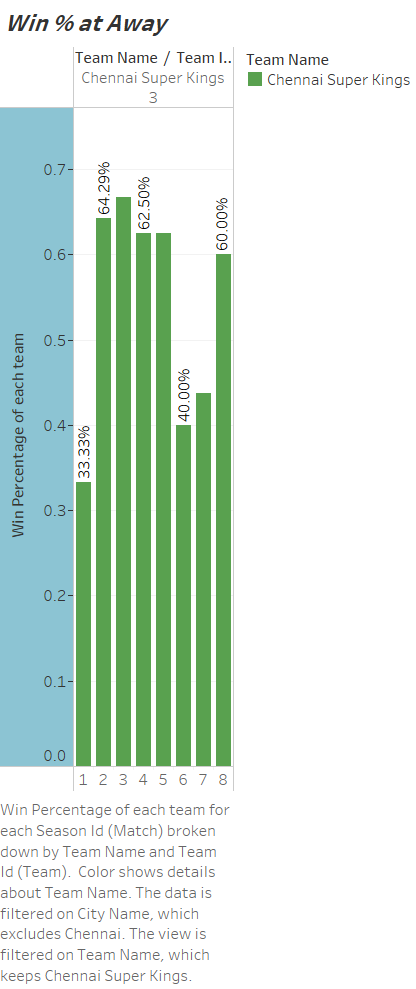 Win % at Away
Team Name / Team I..
Chennai Super Kings
3
Team Name
Chennai Super Kings
Win Percentage of each team
0.7
0.6
0.5
0.4
0.3
0.2
0.1
0.0
33.33%
64.29%
62.50%
40.00%
60.00%
1 2 3 4 5 6 7 8
Win Percentage of each team for
each Season Id (Match) broken
down by Team Name and Team
Id (Team).  Color shows details
about Team Name. The data is
filtered on City Name, which
excludes Chennai. The view is
filtered on Team Name, which
keeps Chennai Super Kings.